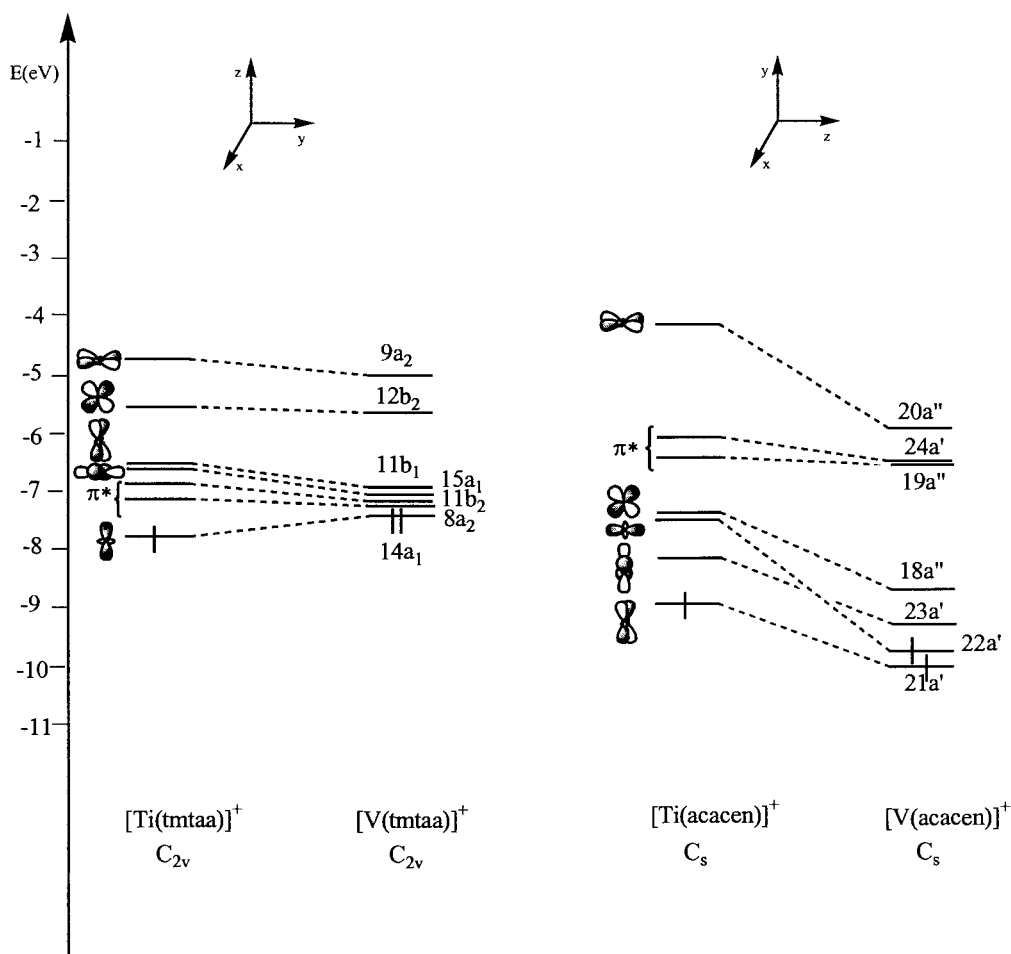 E(eV)
z
y
x
y
z
x
-1
-2
-3
-4
-5
-6
-7
-8
-9
-10
-11
9a2
12b2
11b1
15a1
11b2
8a2
14a1
π*
π*
20a"
24a'
19a"
18a"
23a'
22a'
21a'
[Ti(tmtaa)]+ [V(tmtaa)]+ [Ti(acacen)]+ [V(acacen)]+
C2v C2v Cs Cs